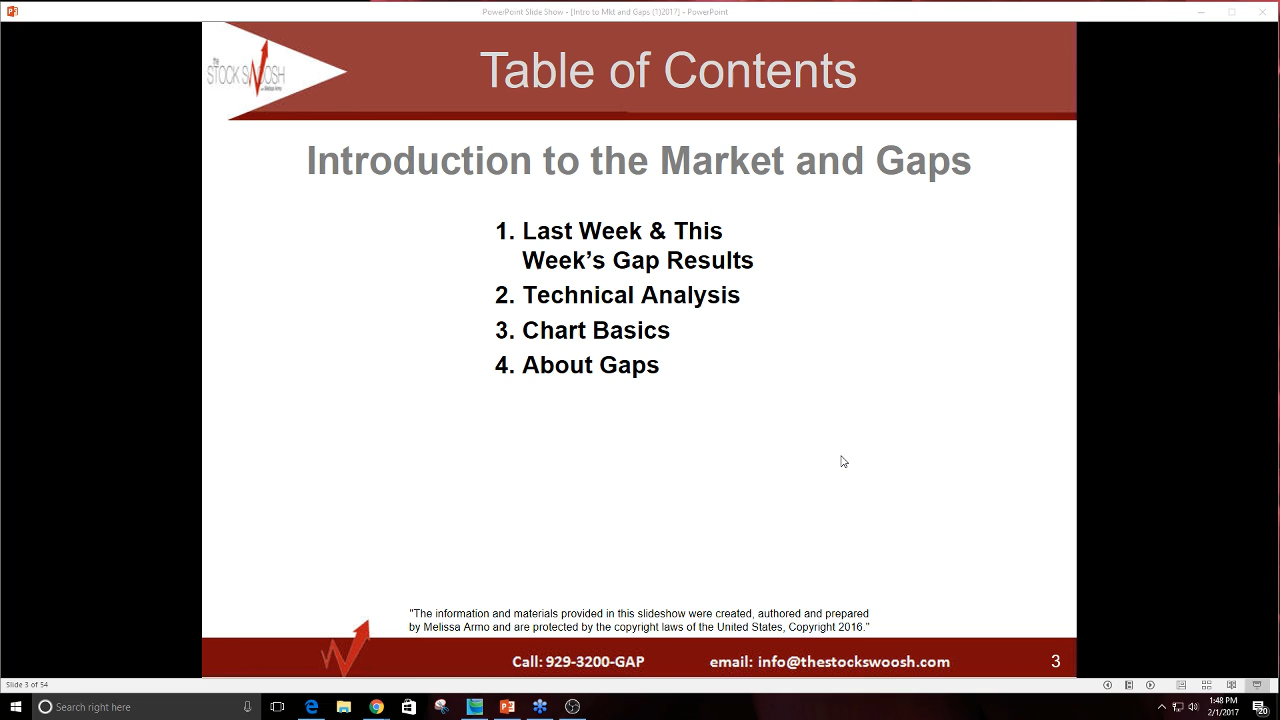 PowerPoint Slide Show - [Intro to Mkt and Gaps (1)2017] - PowerPoint
The
STOCK SWOOSH
with Melissa Armo
Table of Contents
Introduction to the Market and Gaps
1. Last Week & This
Week's Gap Results
2. Technical Analysis
3. Chart Basics
4. About Gaps
"The information and materials provided in this slideshow were created, authored and prepared
by Melissa Armo and are protected by the copyright laws of the United States, Copyright 2016."
Call: 929-3200-GAP email: info@thestockswoosh.com 3
Slide 3 of 54
Search right here
1:48 PM
2/1/2017
20